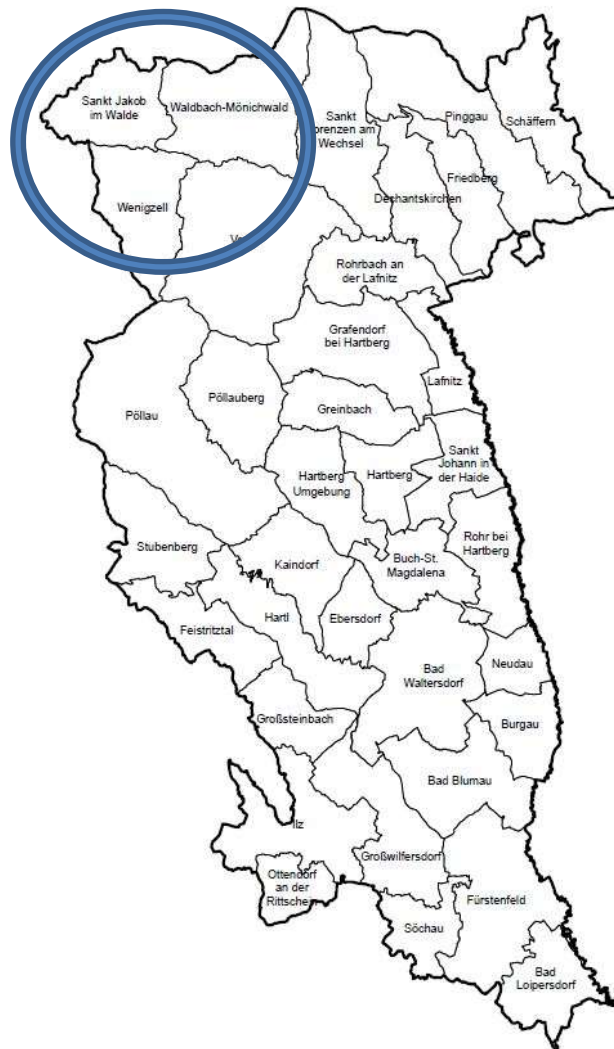 Sankt Jakob
im Walde
Waldbach-Mönichwald
Sankt
Lorenzen am
Wechsel
Pinggau
Schäffern
Friedberg
Dechantskirchen
Wenigzell
Rohrbach an
der Lafnitz
Grafendorf
bei Hartberg
Lafnitz
Pöllauberg
Greinbach
Pöllau
Sankt
Johann in
der Haide
Hartberg
Umgebung
Hartberg
Rohr bei
Hartberg
Stubenberg
Kaindorf
Buch-St.
Magdalena
Hartl
Ebersdorf
Feistritztal
Bad
Waltersdorf
Neudau
Großsteinbach
Burgau
Bad Blumau
Ilz
Großwilfersdorf
Ottendorf
an der
Rittschein
Fürstenfeld
Söchau
Bad
Loipersdorf